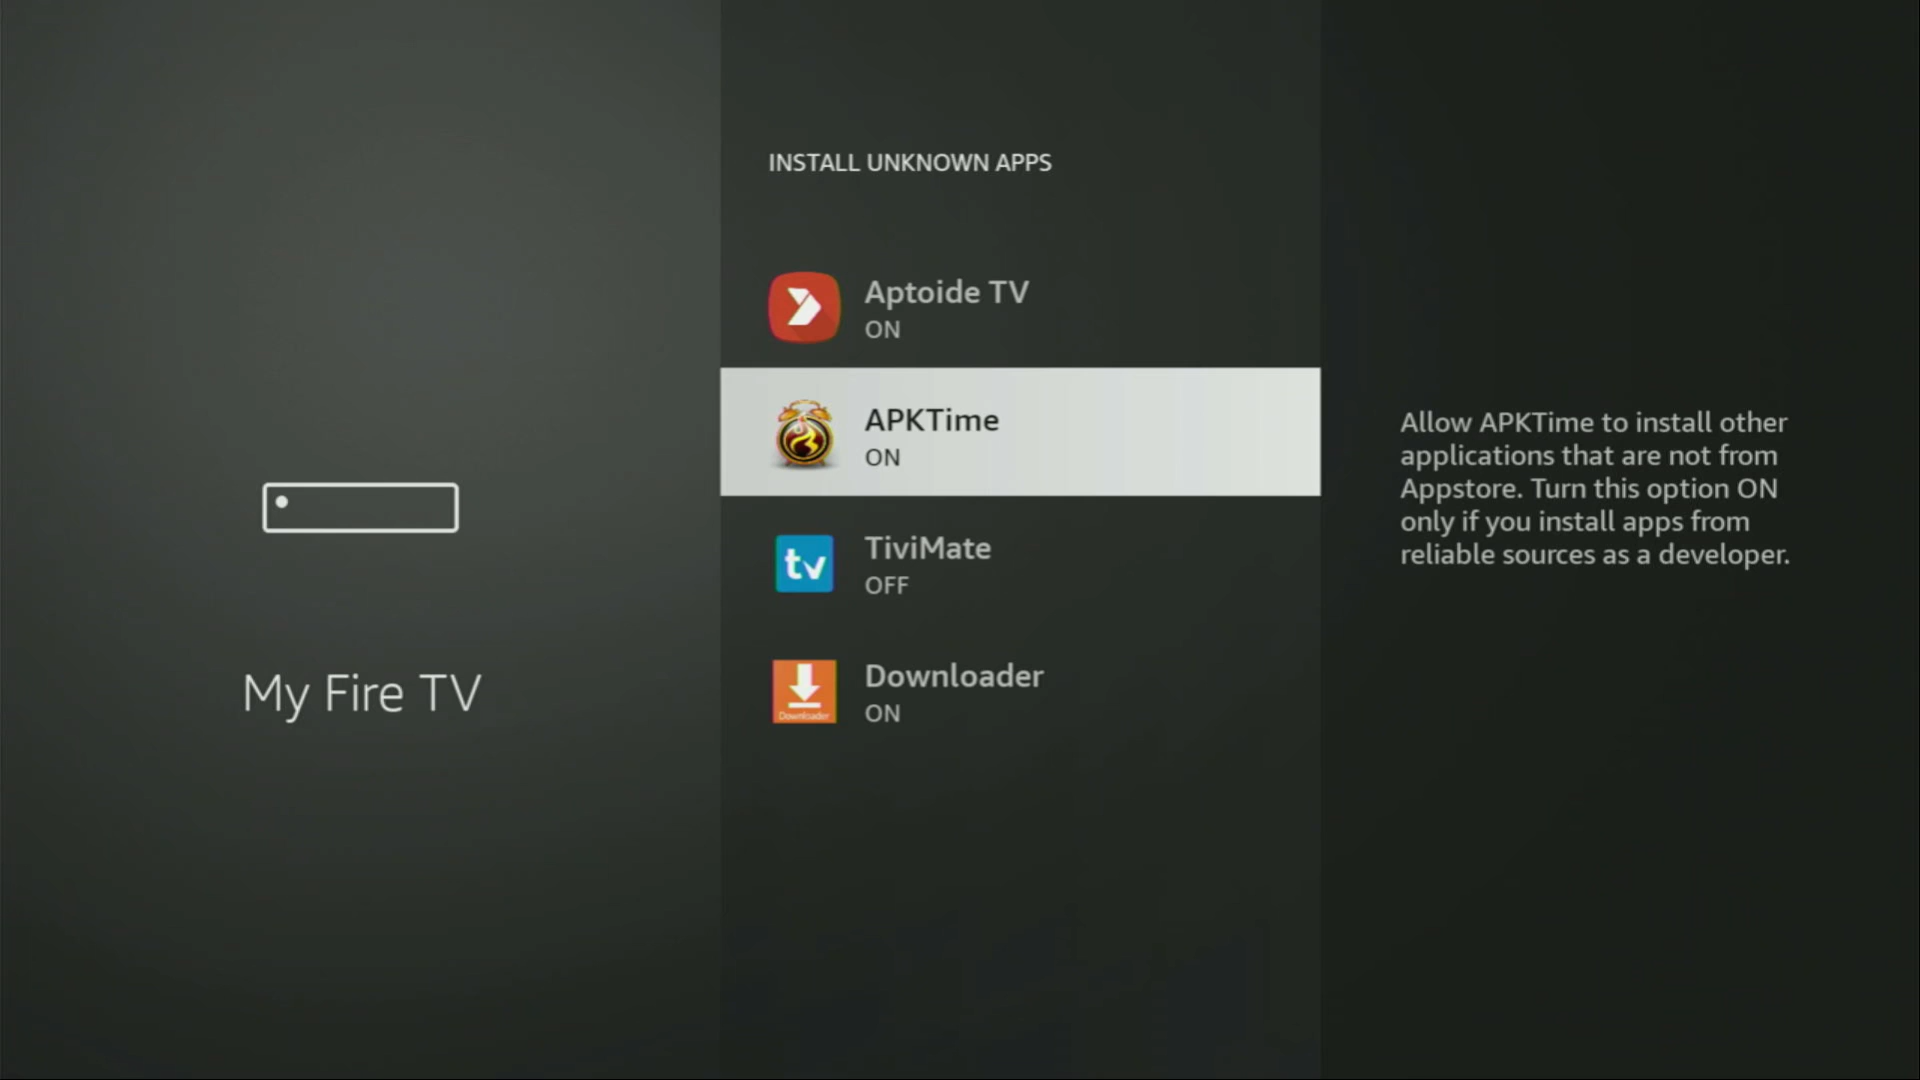 INSTALL UNKNOWN APPS
Aptoide TV
ON
APKTime
ON
TiviMate
OFF
Downloader
ON
tv
Downloader
My Fire TV
Allow APKTime to install other
applications that are not from
Appstore. Turn this option ON
only if you install apps from
reliable sources as a developer.